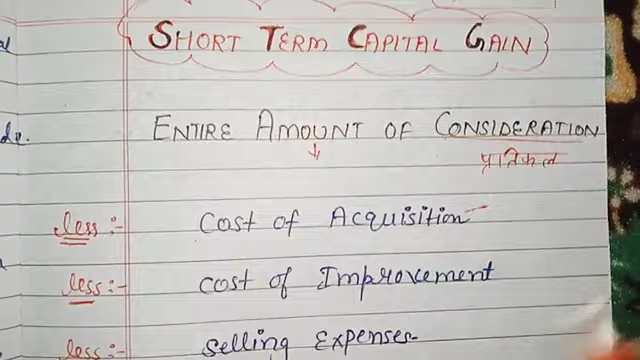 SHORT TERM CAPITAL GAIN
ENTIRE AMOUNT OF CONSIDERATION
प्रतिफल
less:- Cost of Acquisition
less:- Cost of Improvement
less:- Selling Expenses